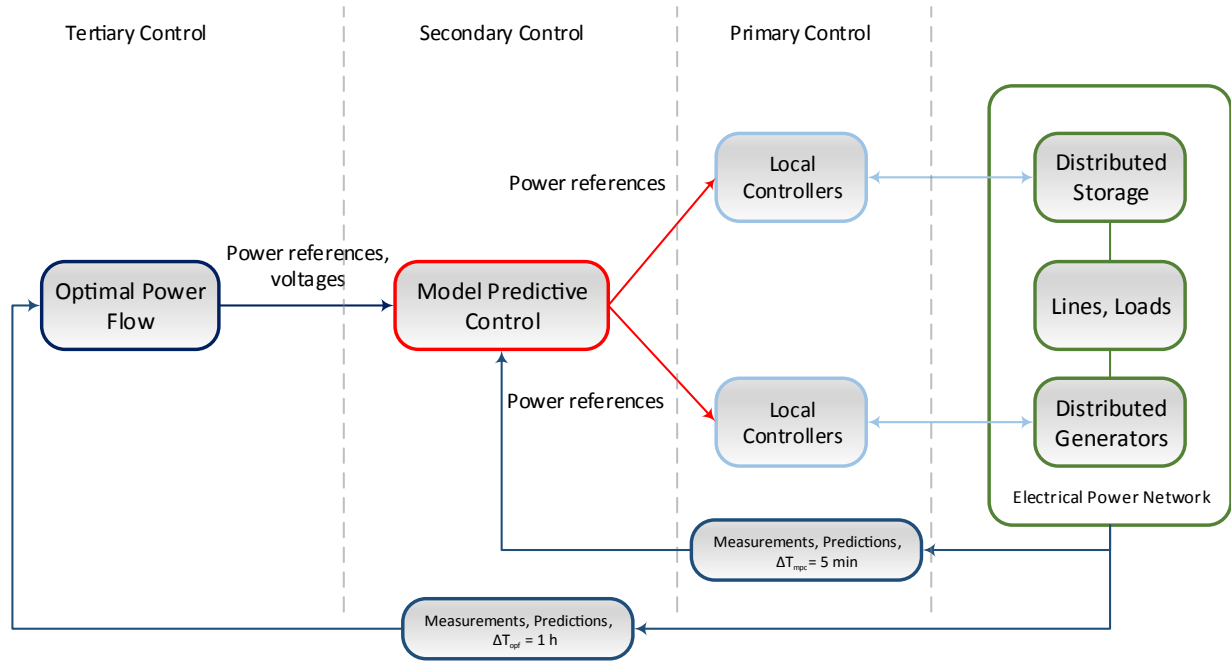 Tertiary Control
Secondary Control
Primary Control
Power references,
voltages
Optimal Power
Flow
Model Predictive
Control
Power references
Power references
Local
Controllers
Local
Controllers
Distributed
Storage
Lines, Loads
Distributed
Generators
Electrical Power Network
Measurements, Predictions,
ΔTmpc= 5 min
Measurements, Predictions,
ΔTopf = 1 h